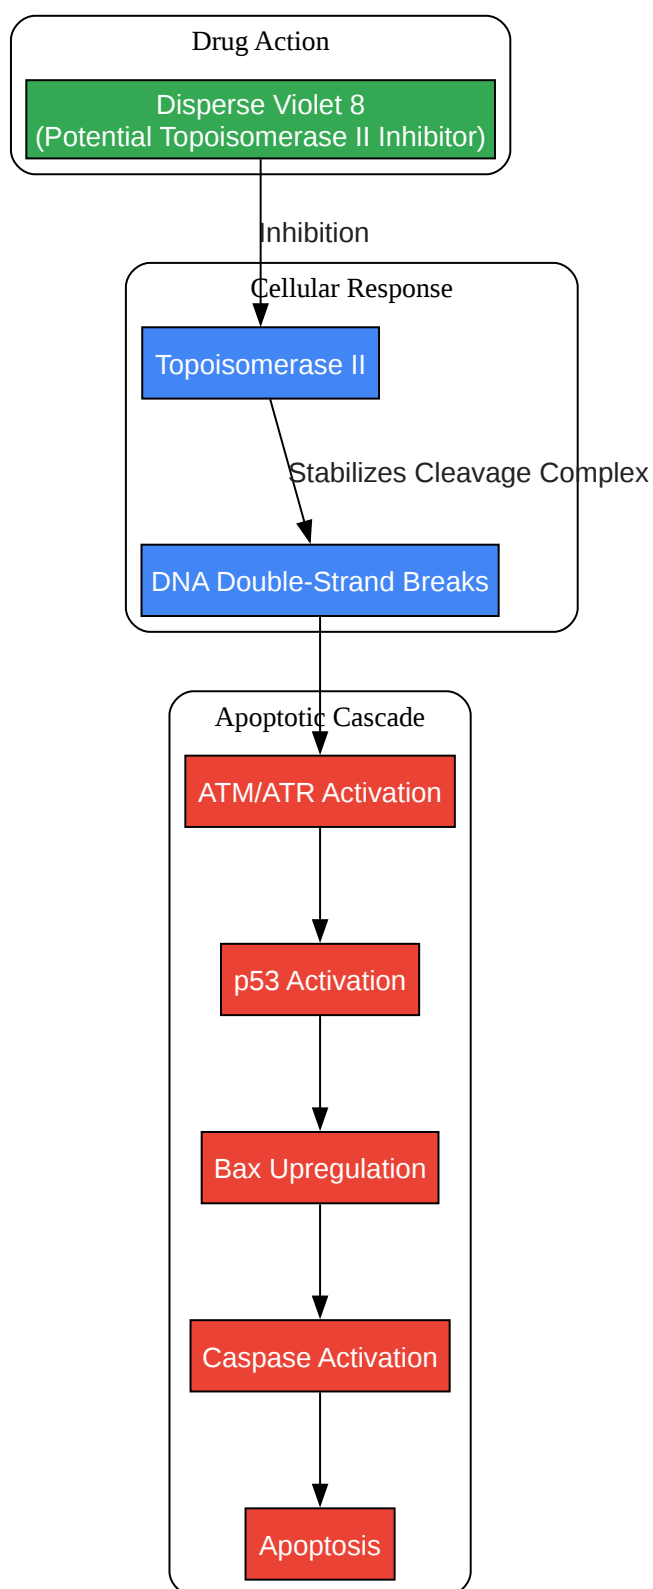 Drug Action
Disperse Violet 8
(Potential Topoisomerase II Inhibitor)
Inhibition
Cellular Response
Topoisomerase II
Stabilizes Cleavage Complex
DNA Double-Strand Breaks
Apoptotic Cascade
ATM/ATR Activation
p53 Activation
Bax Upregulation
Caspase Activation
Apoptosis